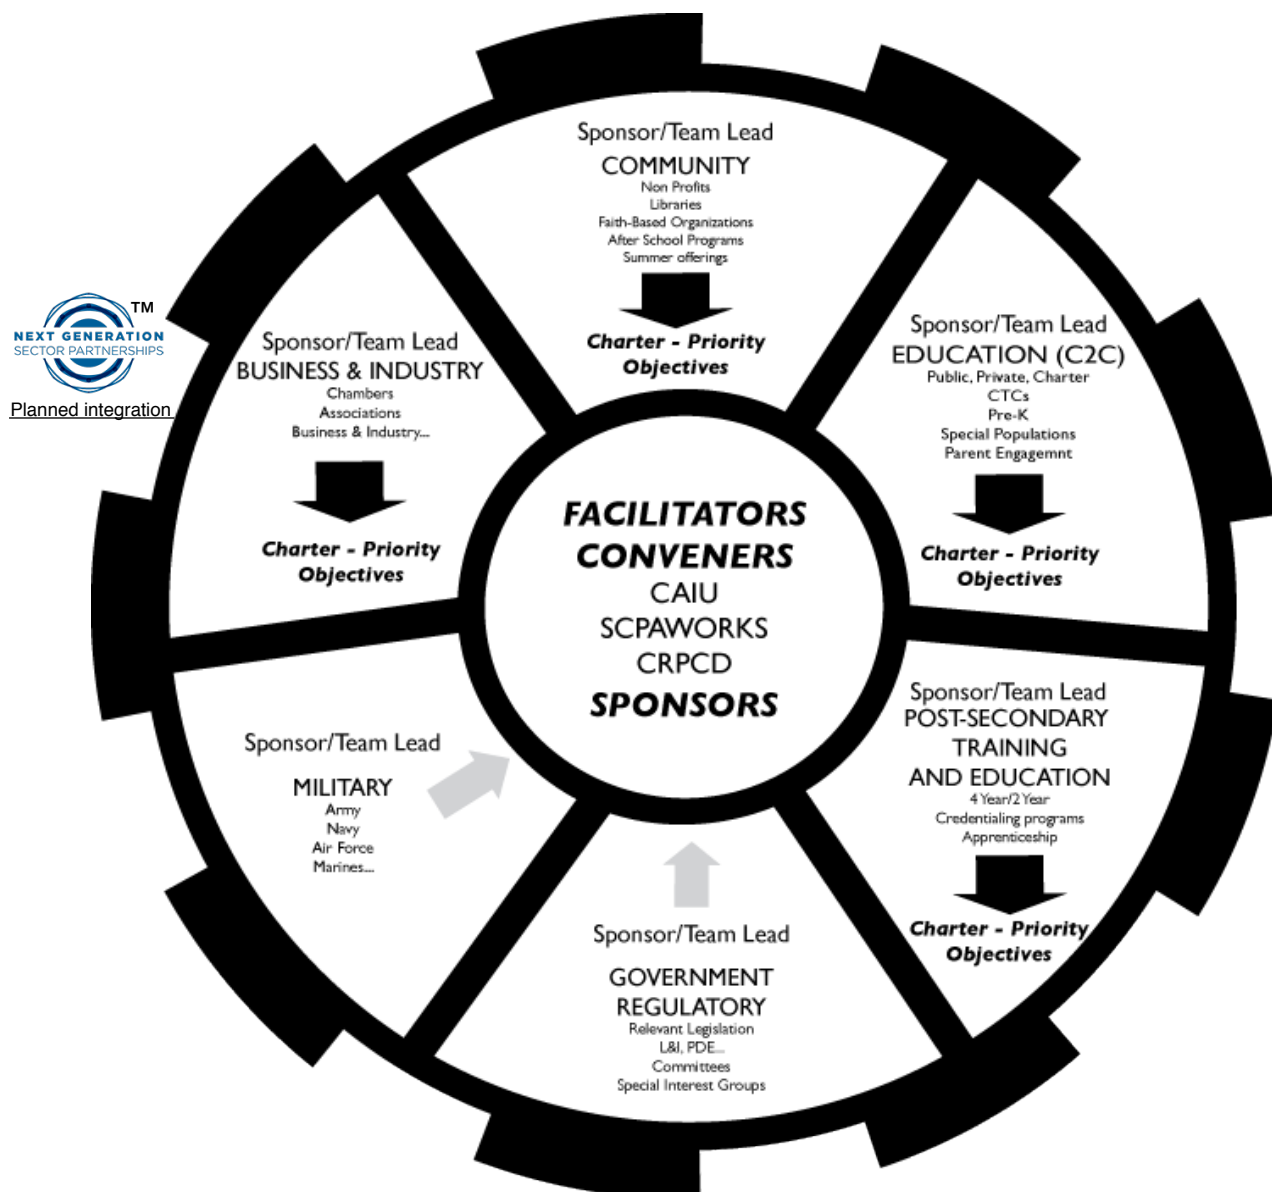 Sponsor/Team Lead
COMMUNITY
Non Profits
Libraries
Faith-Based Organizations
After School Programs
Summer offerings
Charter - Priority
Objectives
TM
NEXT GENERATION
SECTOR PARTNERSHIPS
Planned integration
Sponsor/Team Lead
BUSINESS & INDUSTRY
Chambers
Associations
Business & Industry...
Charter - Priority
Objectives
Sponsor/Team Lead
EDUCATION (C2C)
Public, Private, Charter
CTCs
Pre-K
Special Populations
Parent Engagemnt
Charter - Priority
Objectives
FACILITATORS
CONVENERS
CAIU
SCPAWORKS
CRPCD
SPONSORS
Sponsor/Team Lead
MILITARY
Army
Navy
Air Force
Marines...
Sponsor/Team Lead
POST-SECONDARY
TRAINING
AND EDUCATION
4 Year/2 Year
Credentialing programs
Apprenticeship
Charter - Priority
Objectives
Sponsor/Team Lead
GOVERNMENT
REGULATORY
Relevant Legislation
L&I, PDE...
Committees
Special Interest Groups